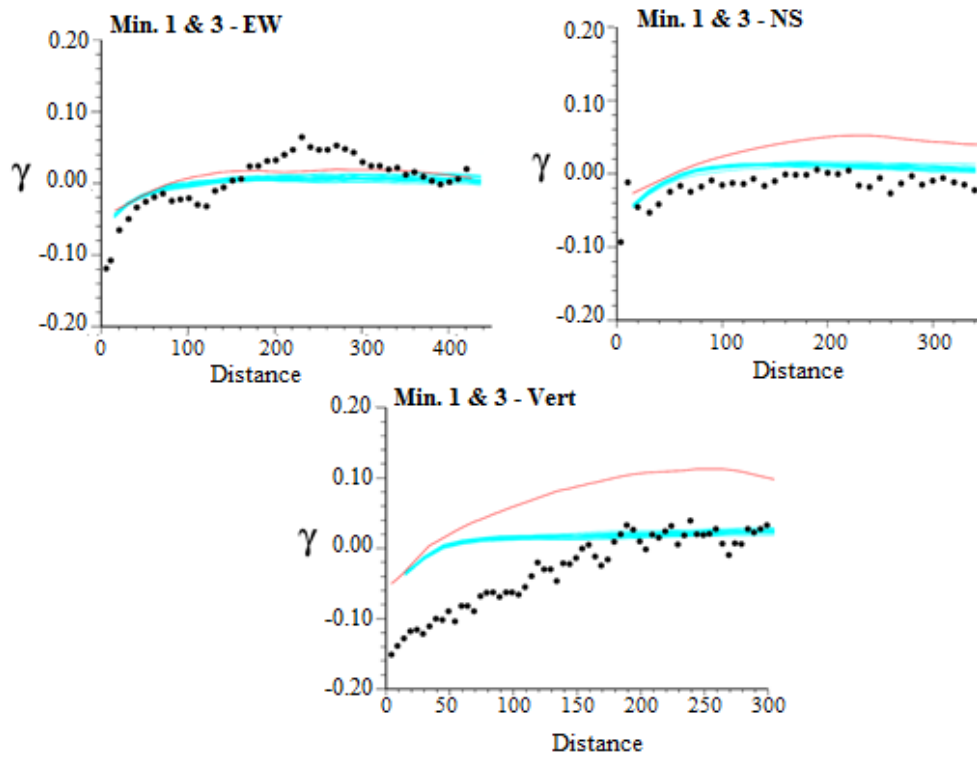 Min. 1 & 3 - EW
0.20
0.10
γ
0.00
-0.10
-0.20
0 100 200 300 400
Distance
Min. 1 & 3 - NS
0.20
0.10
γ
0.00
-0.10
-0.20
0 100 200 300
Distance
Min. 1 & 3 - Vert
0.20
0.10
γ
0.00
-0.10
-0.20
0 50 100 150 200 250 300
Distance